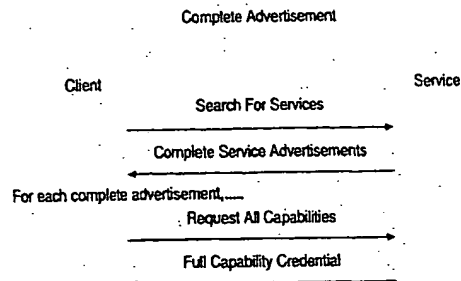 Complete Advertisement
Client
Service
Search For Services
Complete Service Advertisements
For each complete advertisement,.....
Request All Capabilities
Full Capability Credential